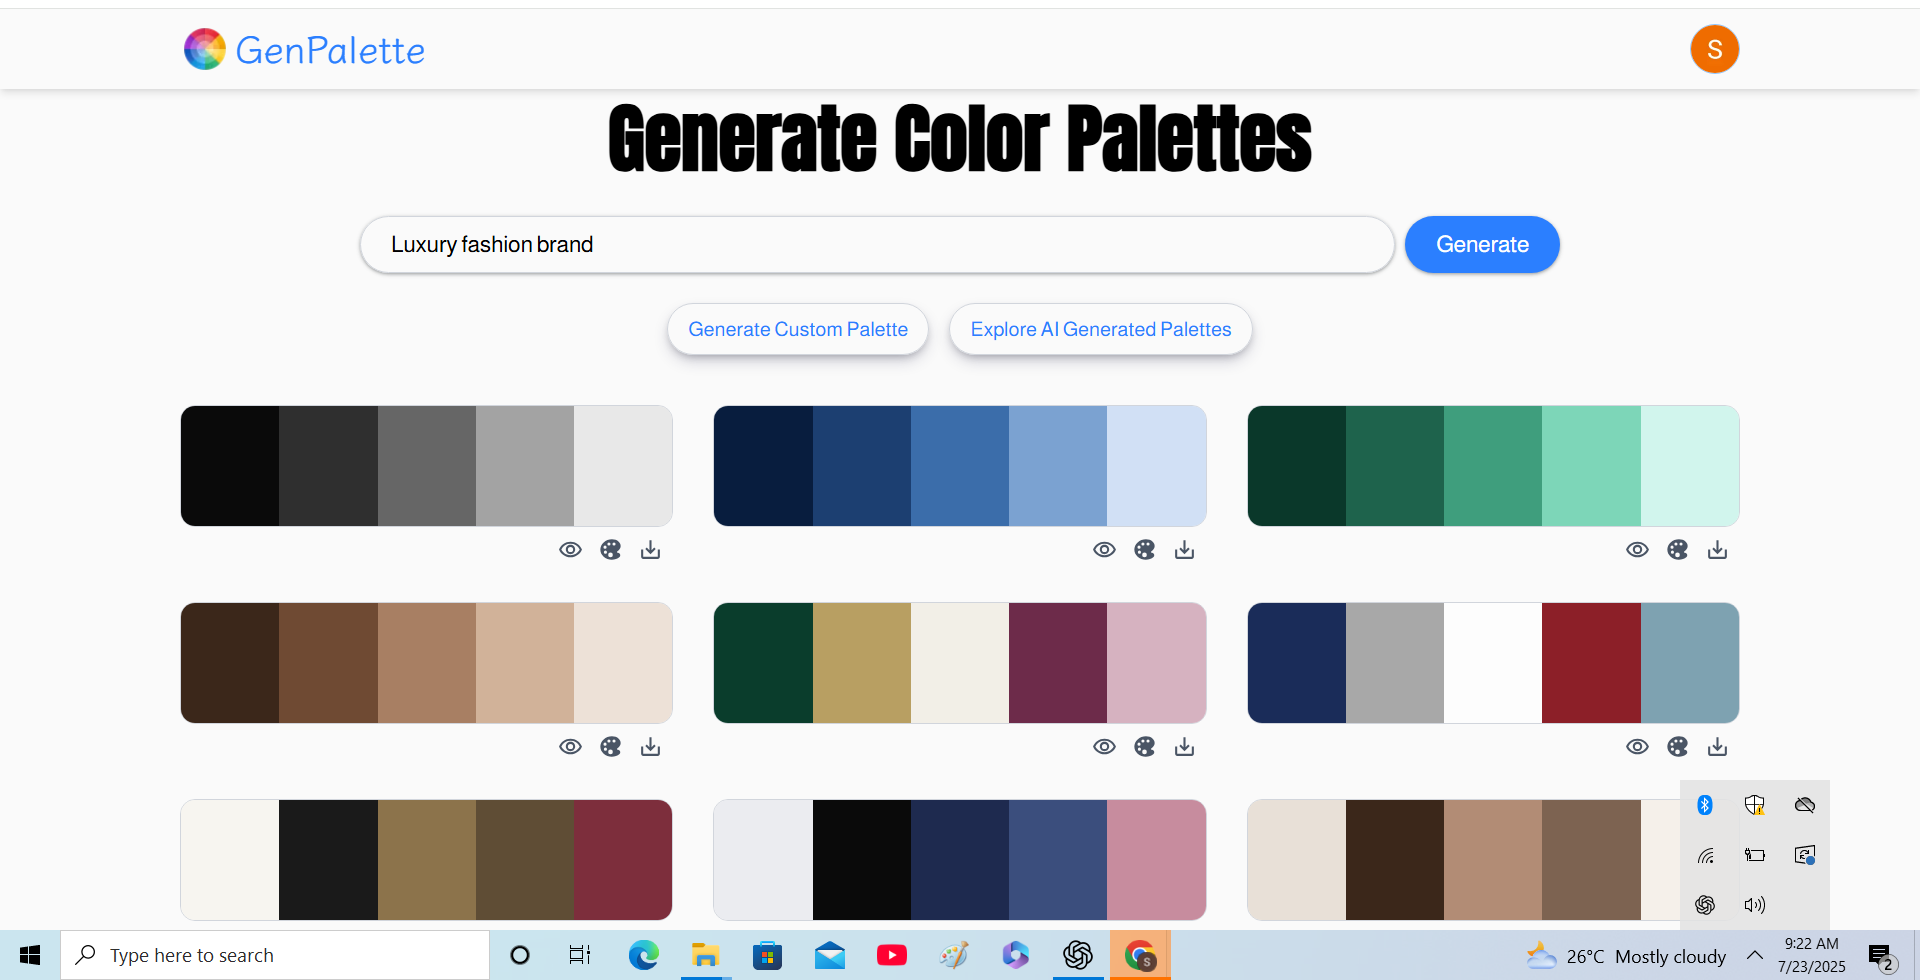 GenPalette
S
Generate Color Palettes
Luxury fashion brand
Generate
Generate Custom Palette
Explore AI Generated Palettes
Type here to search
S
26°C Mostly cloudy
9:22 AM
7/23/2025
2